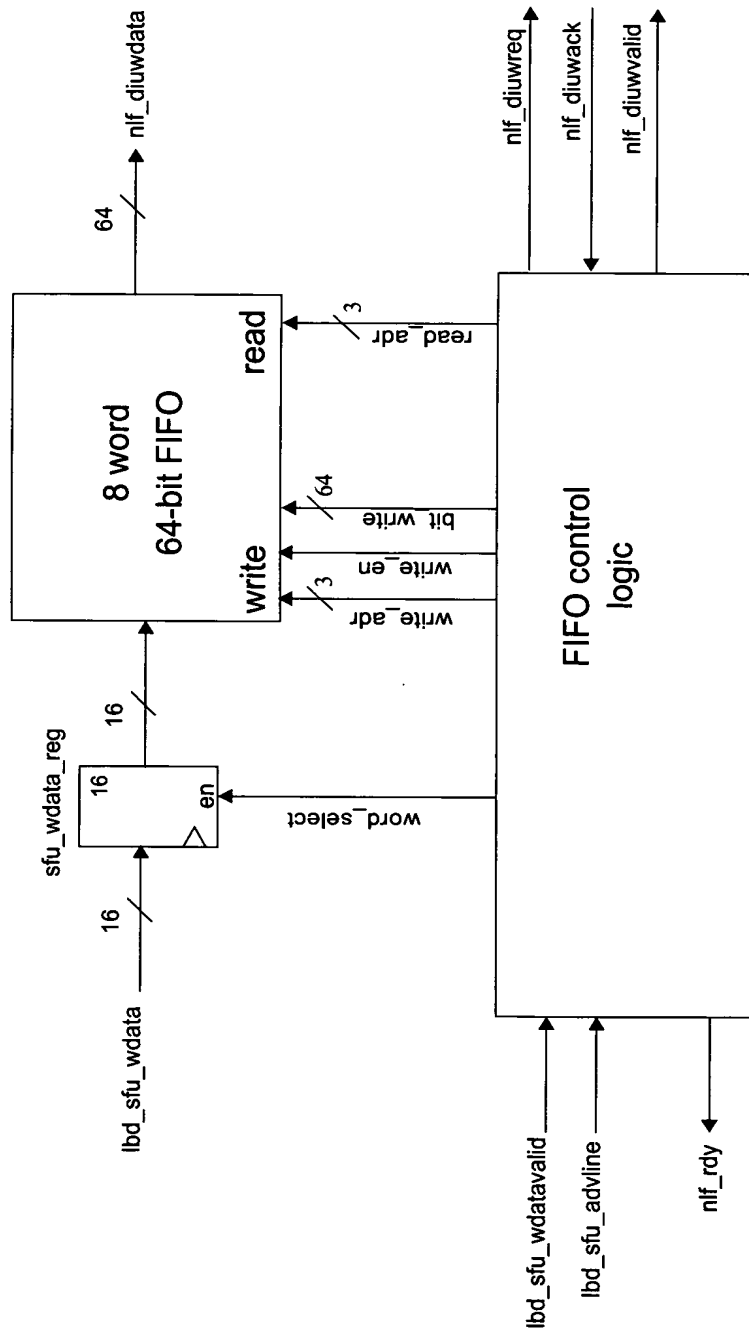 lbd_sfu_wdata
16
sfu_wdata_reg
16
en
16
8 word
64-bit FIFO
write
read
64
nlf_diuwdata
word_select
write_adr
3
write_en
bit_write
64
read_adr
3
lbd_sfu_wdatavalid
lbd_sfu_advline
nlf_rdy
FIFO control
logic
nlf_diuwreq
nlf_diuwack
nlf_diuwvalid